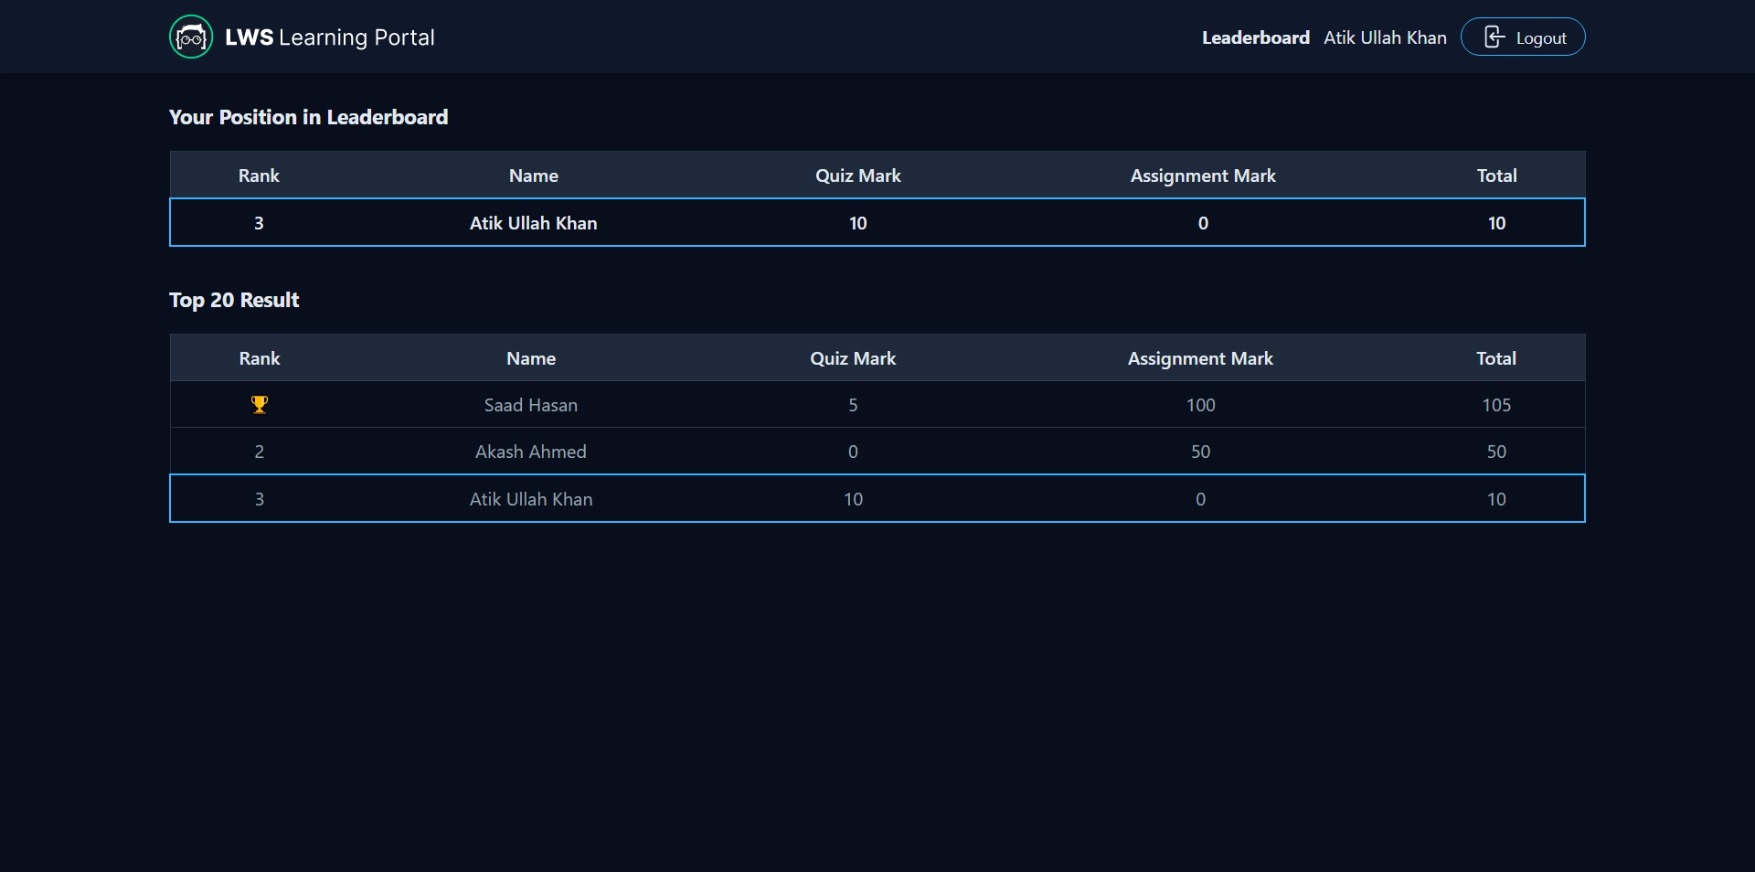 LWS Learning Portal
Leaderboard Atik Ullah Khan Logout
Your Position in Leaderboard
Rank Name Quiz Mark Assignment Mark Total
3 Atik Ullah Khan 10 0 10
Top 20 Result
Rank Name Quiz Mark Assignment Mark Total
Saad Hasan 5 100 105
2 Akash Ahmed 0 50 50
3 Atik Ullah Khan 10 0 10